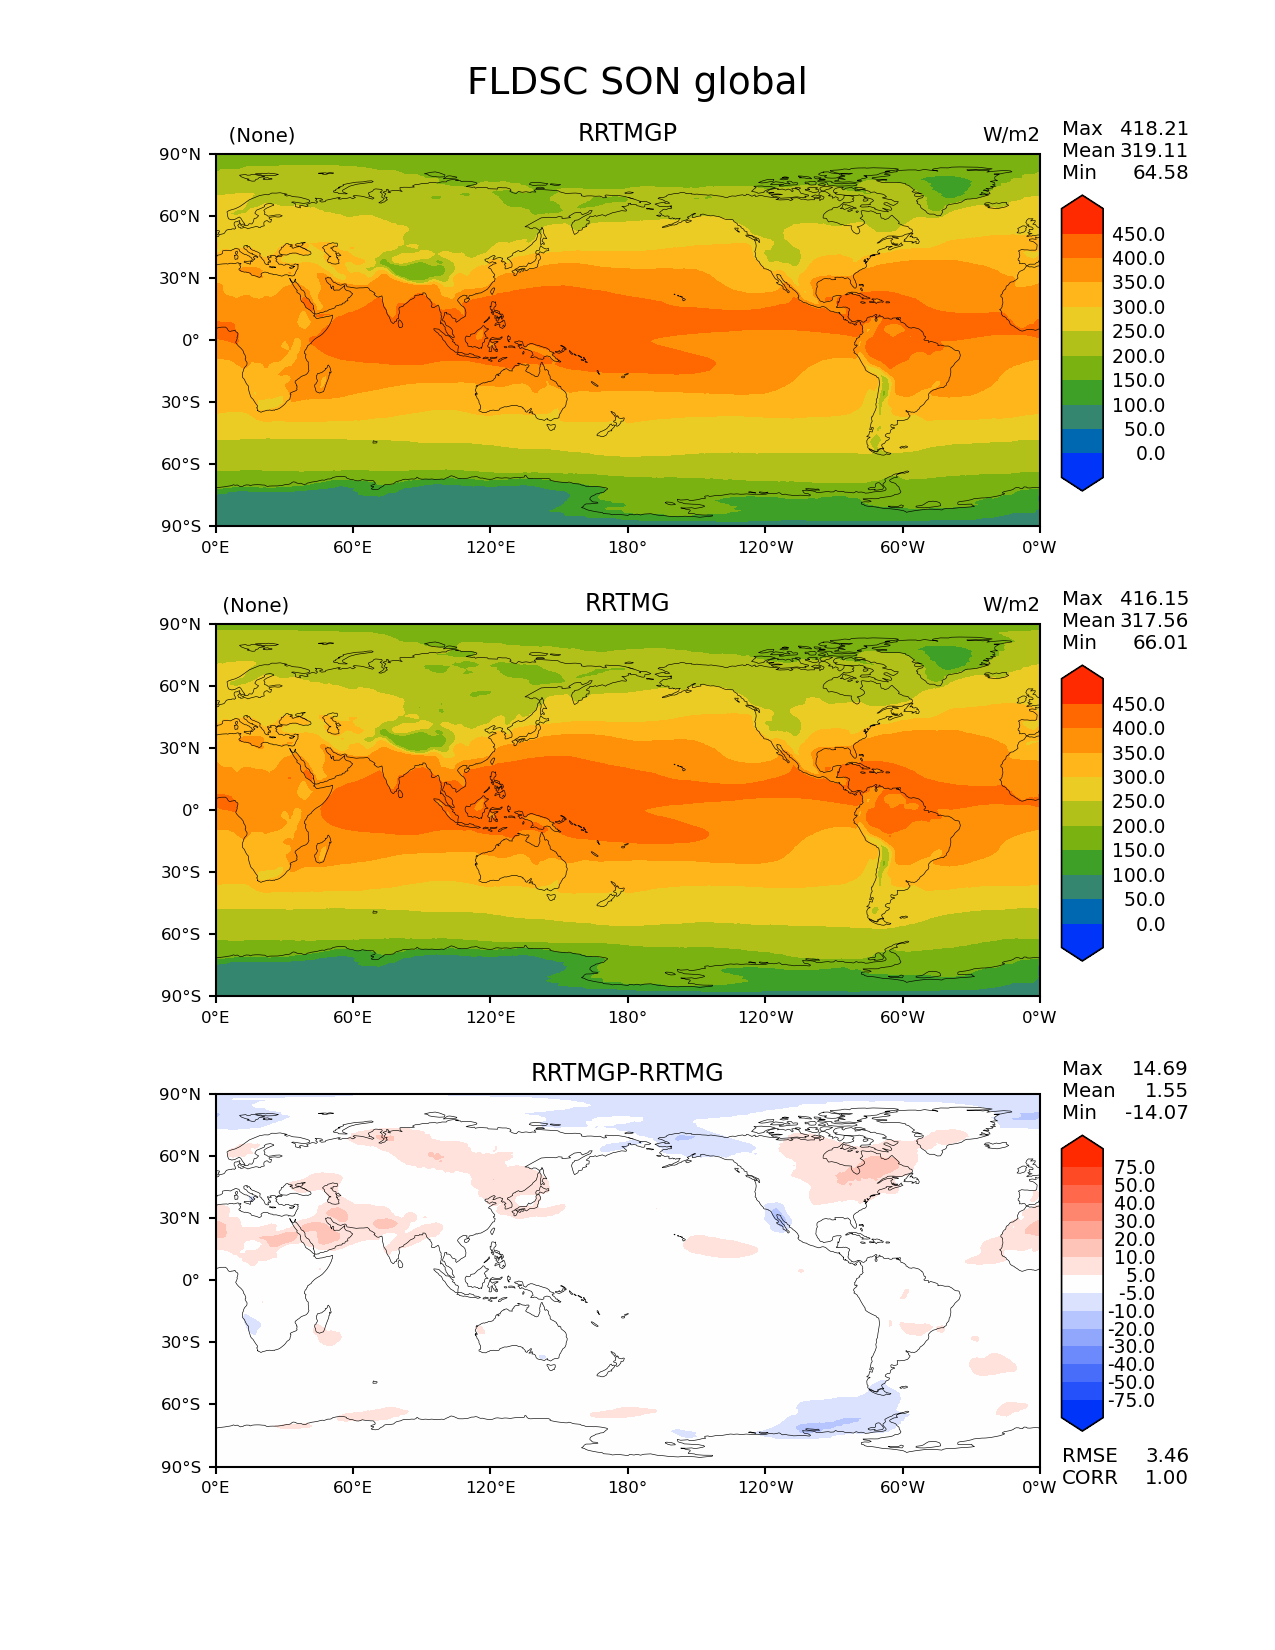 FLDSC SON global
(None) RRTMGP W/m2
Max 418.21
Mean 319.11
Min 64.58
90°N
60°N
30°N
0°
30°S
60°S
90°S
0°E 60°E 120°E 180° 120°W 60°W 0°W
450.0
400.0
350.0
300.0
250.0
200.0
150.0
100.0
50.0
0.0
(None) RRTMG W/m2
Max 416.15
Mean 317.56
Min 66.01
90°N
60°N
30°N
0°
30°S
60°S
90°S
0°E 60°E 120°E 180° 120°W 60°W 0°W
450.0
400.0
350.0
300.0
250.0
200.0
150.0
100.0
50.0
0.0
RRTMGP-RRTMG
Max 14.69
Mean 1.55
Min -14.07
90°N
60°N
30°N
0°
30°S
60°S
90°S
0°E 60°E 120°E 180° 120°W 60°W 0°W
75.0
50.0
40.0
30.0
20.0
10.0
5.0
-5.0
-10.0
-20.0
-30.0
-40.0
-50.0
-75.0
RMSE 3.46
CORR 1.00